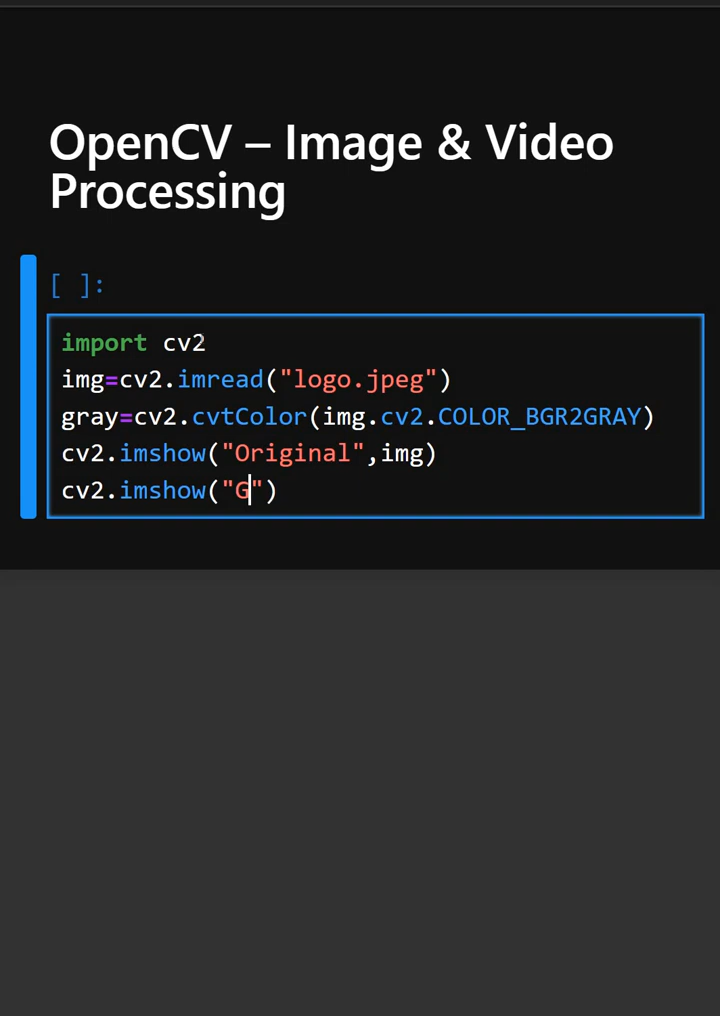 OpenCV – Image & Video
Processing
[ ]:
import cv2
img=cv2.imread("logo.jpeg")
gray=cv2.cvtColor(img.cv2.COLOR_BGR2GRAY)
cv2.imshow("Original",img)
cv2.imshow("G")